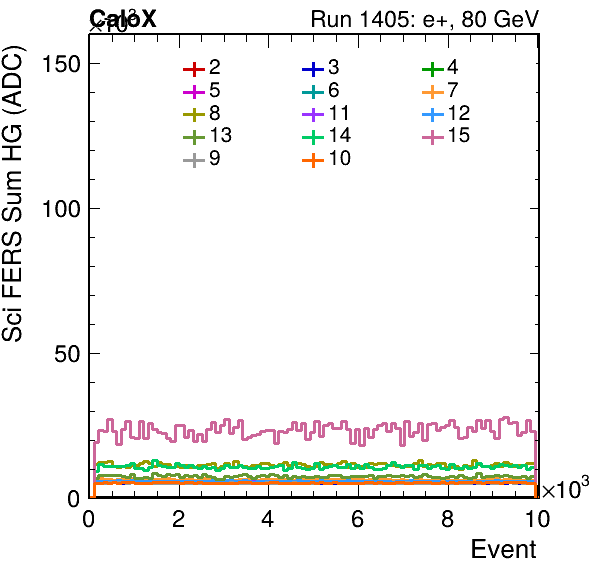 ×10³
CaloX Run 1405: e+, 80 GeV
Sci FERS Sum HG (ADC)
150
100
50
0
2 3 4
5 6 7
8 11 12
13 14 15
9 10
0 2 4 6 8 10 ×10³
Event